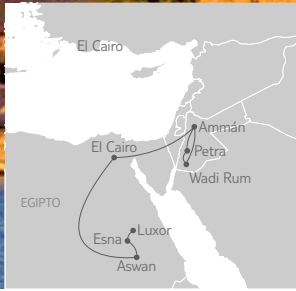 El Cairo
Ammán
El Cairo
Petra
Wadi Rum
EGIPTO
Luxor
Esna
Aswan